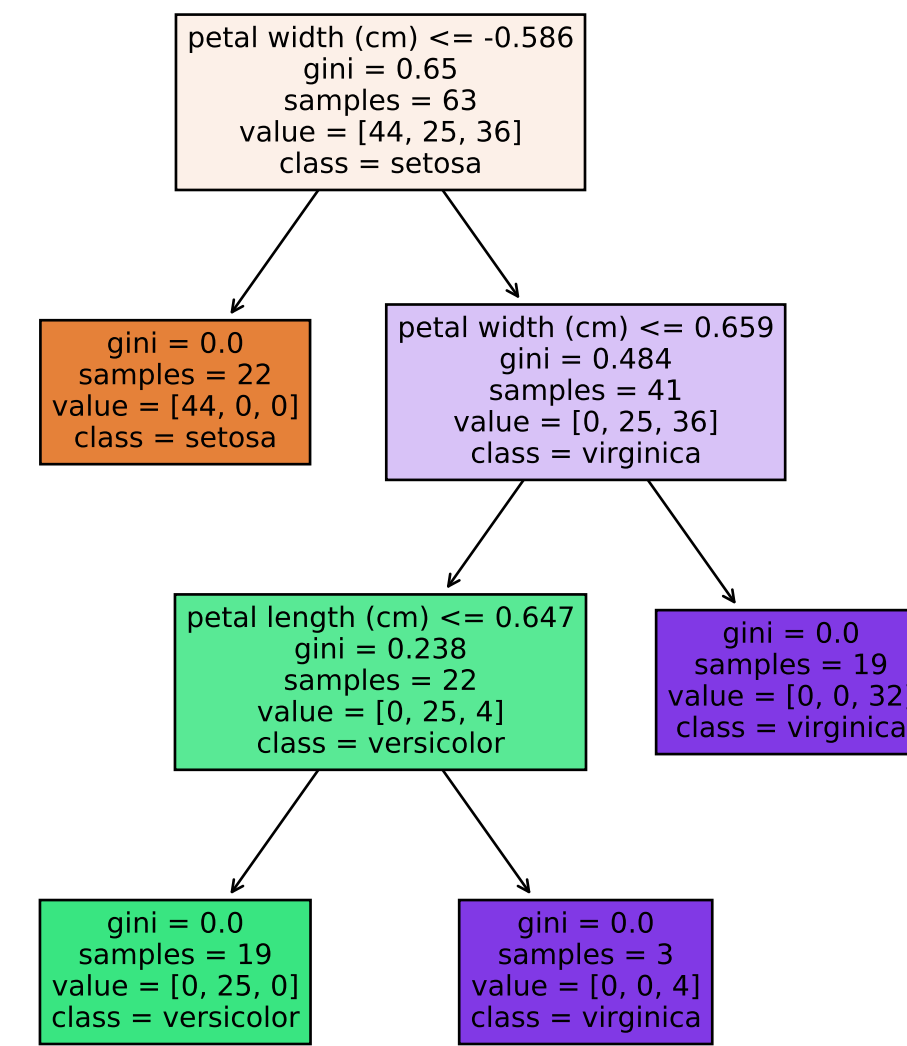 petal width (cm) <= -0.586
gini = 0.65
samples = 63
value = [44, 25, 36]
class = setosa
gini = 0.0
samples = 22
value = [44, 0, 0]
class = setosa
petal width (cm) <= 0.659
gini = 0.484
samples = 41
value = [0, 25, 36]
class = virginica
petal length (cm) <= 0.647
gini = 0.238
samples = 22
value = [0, 25, 4]
class = versicolor
gini = 0.0
samples = 19
value = [0, 0, 32
class = virginica
gini = 0.0
samples = 19
value = [0, 25, 0]
class = versicolor
gini = 0.0
samples = 3
value = [0, 0, 4]
class = virginica